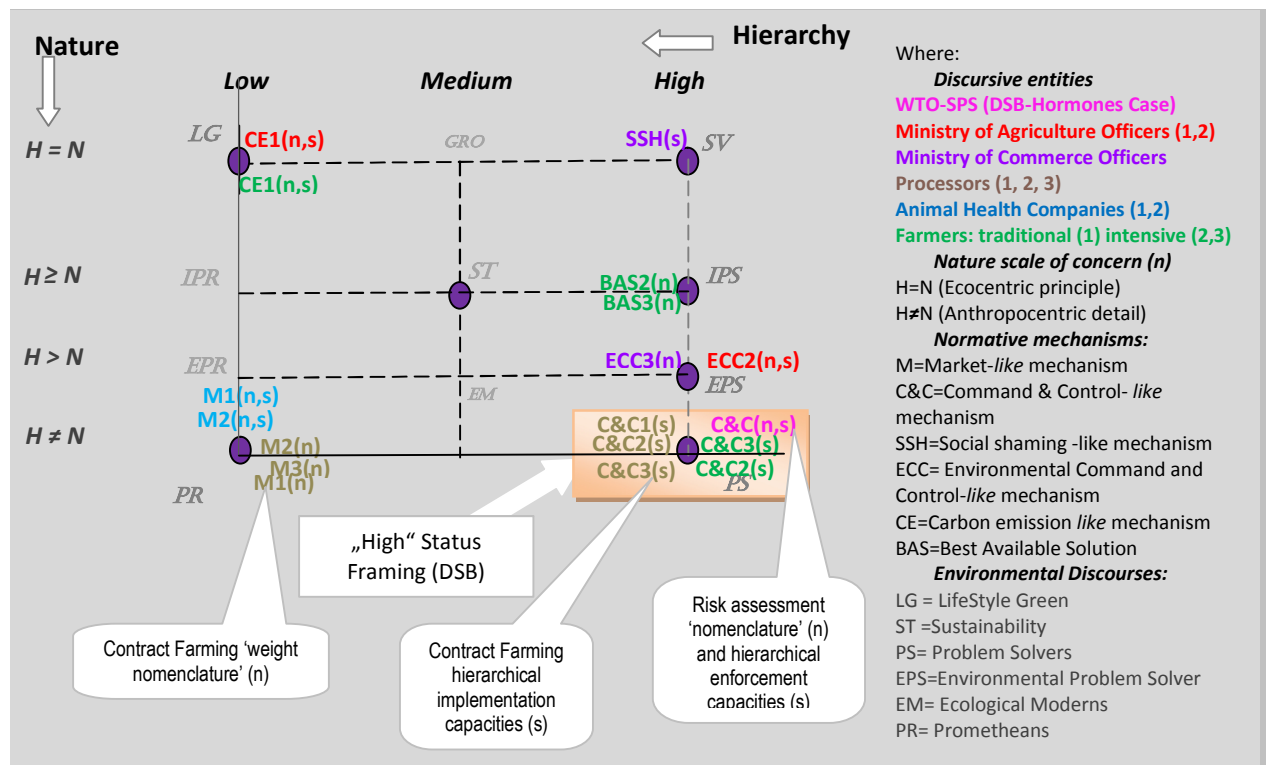 Nature
Hierarchy
Low
Medium
High
LG
CE1(n,s)
GRO
SSH(s)
SV
H = N
CE1(n,s)
IPR
ST
BAS2(n)
IPS
H ≥ N
BAS3(n)
H > N
EPR
ECC3(n)
ECC2(n,s)
EPS
M1(n,s)
EM
M2(n,s)
H ≠ N
C&C1(s)
C&C(n,s)
M2(n)
C&C2(s)
C&C3(s)
M3(n)
C&C3(s)
C&C2(s)
M1(n)
PR
PS
„High“ Status
Framing (DSB)
Contract Farming ‘weight
nomenclature’ (n)
Contract Farming
hierarchical
implementation
capacities (s)
Risk assessment
‘nomenclature’ (n)
and hierarchical
enforcement
capacities (s)
Where:
Discursive entities
WTO-SPS (DSB-Hormones Case)
Ministry of Agriculture Officers (1,2)
Ministry of Commerce Officers
Processors (1, 2, 3)
Animal Health Companies (1,2)
Farmers: traditional (1) intensive (2,3)
Nature scale of concern (n)
H=N (Ecocentric principle)
H≠N (Anthropocentric detail)
Normative mechanisms:
M=Market-like mechanism
C&C=Command & Control- like
mechanism
SSH=Social shaming -like mechanism
ECC= Environmental Command and
Control-like mechanism
CE=Carbon emission like mechanism
BAS=Best Available Solution
Environmental Discourses:
LG = LifeStyle Green
ST =Sustainability
PS= Problem Solvers
EPS=Environmental Problem Solver
EM= Ecological Moderns
PR= Prometheans